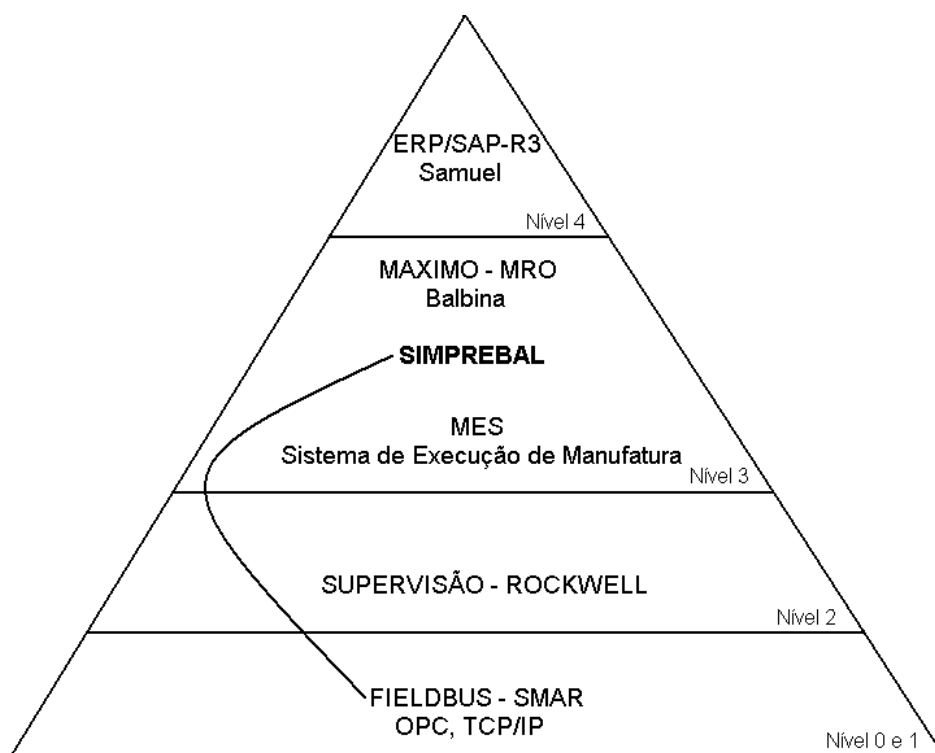 ERP/SAP-R3
Samuel
Nível 4
MAXIMO - MRO
Balbina
SIMPREBAL
MES
Sistema de Execução de Manufatura
Nível 3
SUPERVISÃO - ROCKWELL
Nível 2
FIELDBUS - SMAR
OPC, TCP/IP
Nível 0 e 1